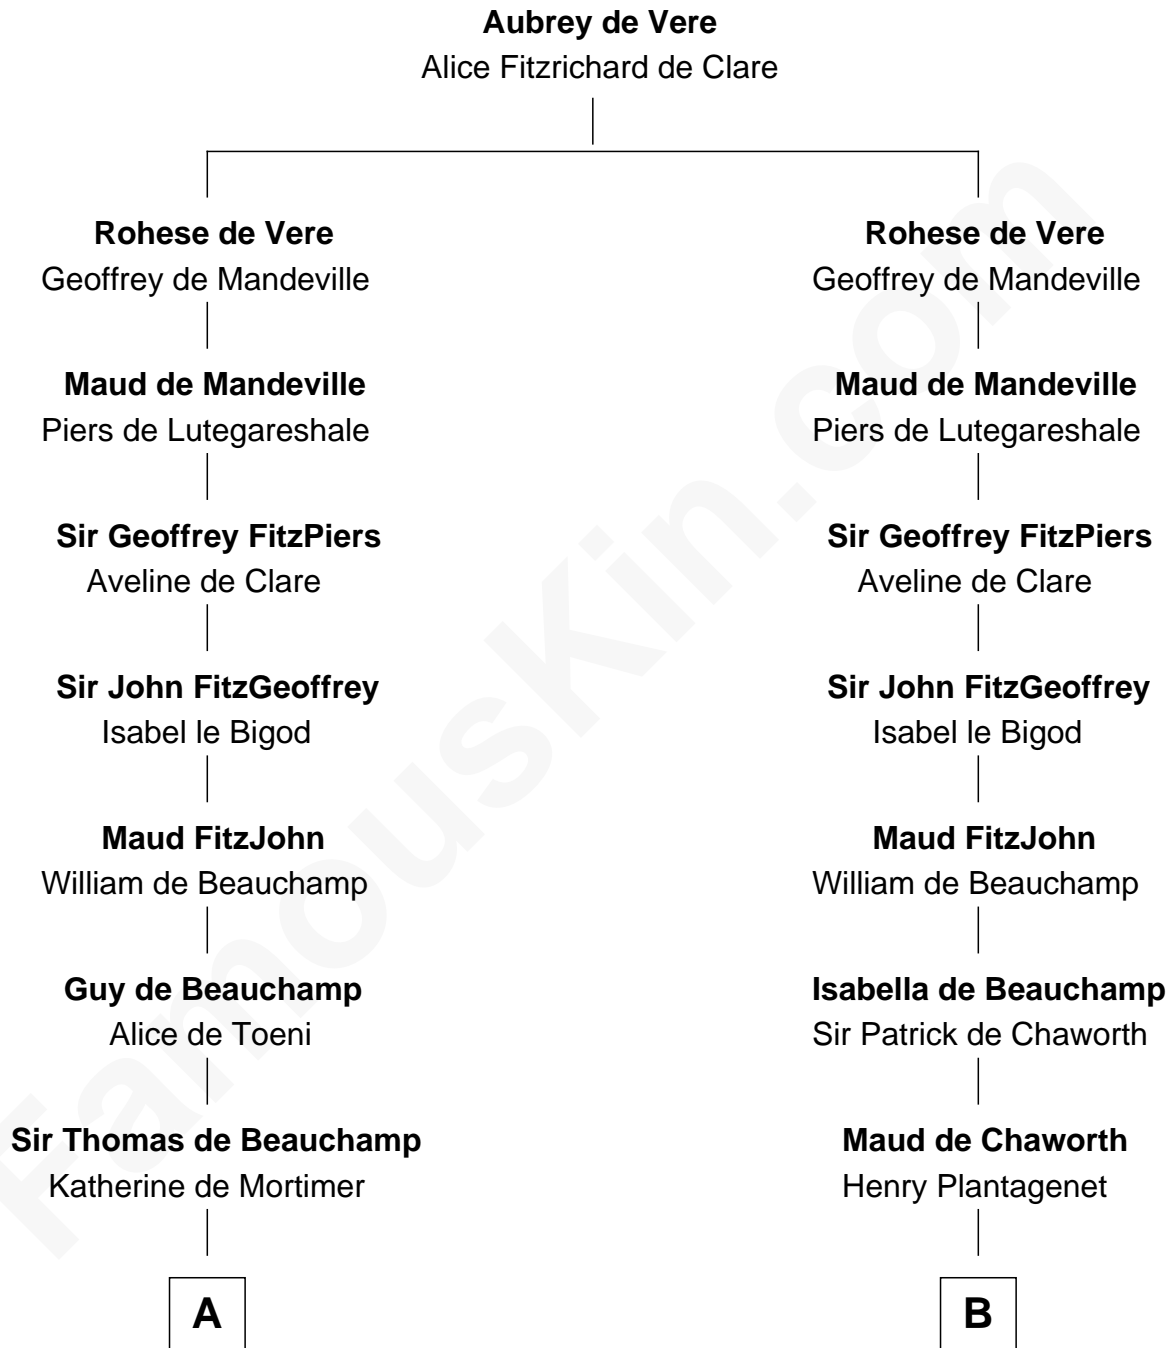 Aubrey de Vere
Alice Fitzrichard de Clare
Rohese de Vere
Geoffrey de Mandeville
Maud de Mandeville
Piers de Lutegareshale
Sir Geoffrey FitzPiers
Aveline de Clare
Sir John FitzGeoffrey
Isabel le Bigod
Maud FitzJohn
William de Beauchamp
Guy de Beauchamp
Alice de Toeni
Sir Thomas de Beauchamp
Katherine de Mortimer
A
Rohese de Vere
Geoffrey de Mandeville
Maud de Mandeville
Piers de Lutegareshale
Sir Geoffrey FitzPiers
Aveline de Clare
Sir John FitzGeoffrey
Isabel le Bigod
Maud FitzJohn
William de Beauchamp
Isabella de Beauchamp
Sir Patrick de Chaworth
Maud de Chaworth
Henry Plantagenet
B
FamousKin.com